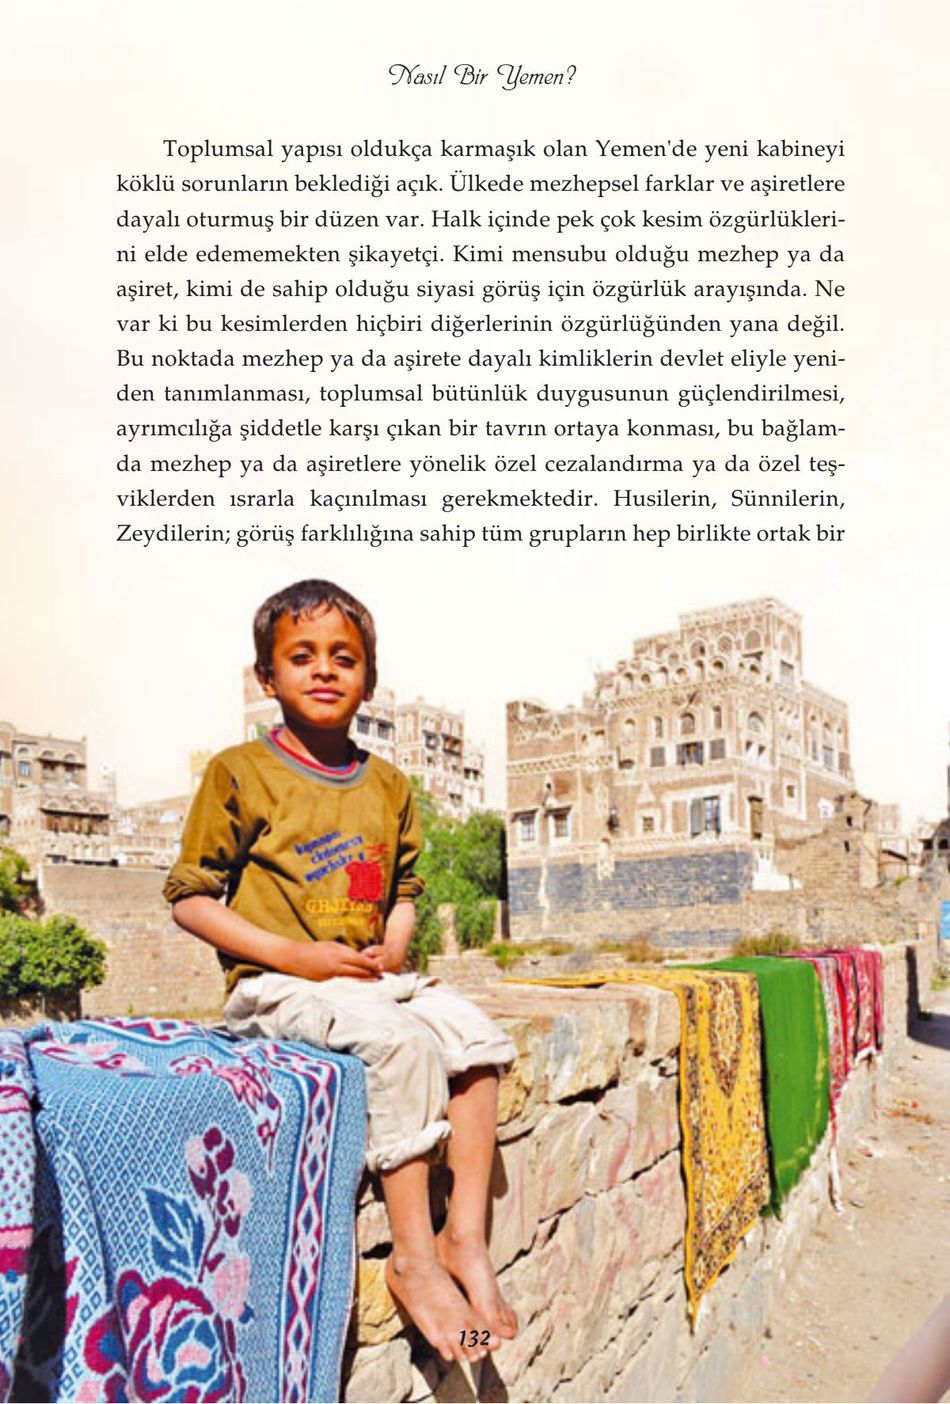 Nasıl Bir Yemen?
Toplumsal yapısı oldukça karmaşık olan Yemen'de yeni kabineyi
köklü sorunların beklediği açık. Ülkede mezhepsel farklar ve aşiretlere
dayalı oturmuş bir düzen var. Halk içinde pek çok kesim özgürlükleri-
ni elde edememekten şikayetçi. Kimi mensubu olduğu mezhep ya da
aşiret, kimi de sahip olduğu siyasi görüş için özgürlük arayışında. Ne
var ki bu kesimlerden hiçbiri diğerlerinin özgürlüğünden yana değil.
Bu noktada mezhep ya da aşirete dayalı kimliklerin devlet eliyle yeni-
den tanımlanması, toplumsal bütünlük duygusunun güçlendirilmesi,
ayrımcılığa şiddetle karşı çıkan bir tavrın ortaya konması, bu bağlam-
da mezhep ya da aşiretlere yönelik özel cezalandırma ya da özel teş-
viklerden ısrarla kaçınılması gerekmektedir. Husilerin, Sünnilerin,
Zeydilerin; görüş farklılığına sahip tüm grupların hep birlikte ortak bir
132